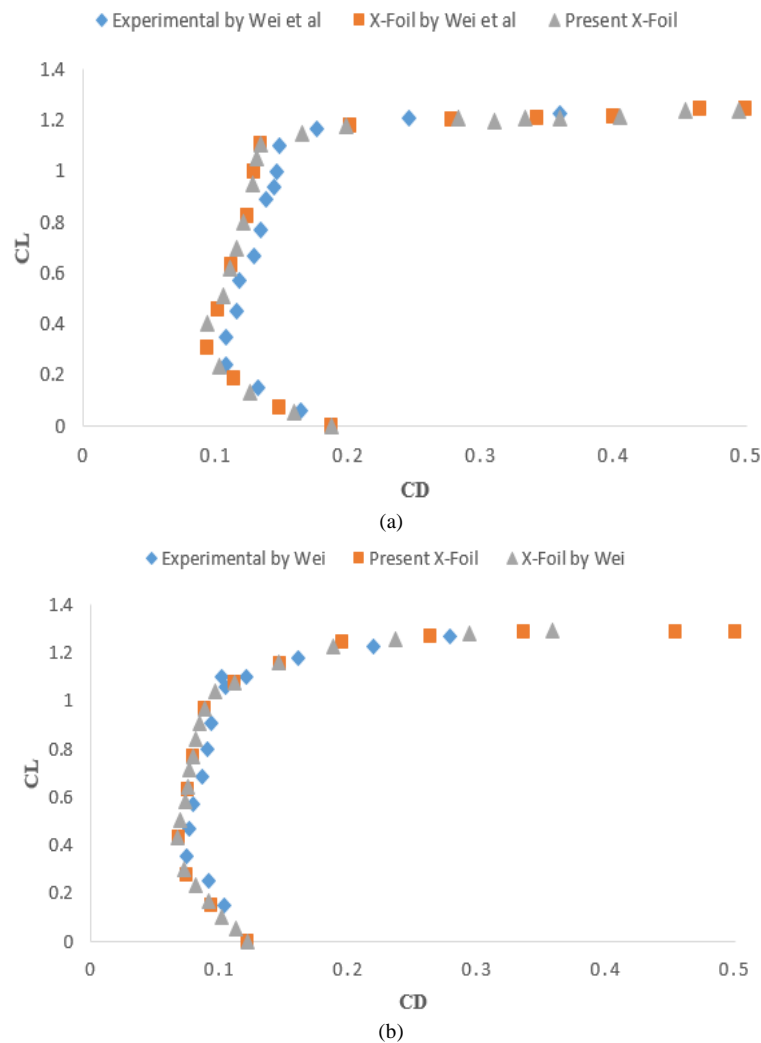 Experimental by Wei et al X-Foil by Wei et al Present X-Foil
1.4
1.2
1
0.8
0.6
0.4
0.2
0
CL
0 0.1 0.2 0.3 0.4 0.5
CD
(a)
Experimental by Wei Present X-Foil X-Foil by Wei
1.4
1.2
1
0.8
0.6
0.4
0.2
0
CL
0 0.1 0.2 0.3 0.4 0.5
CD
(b)